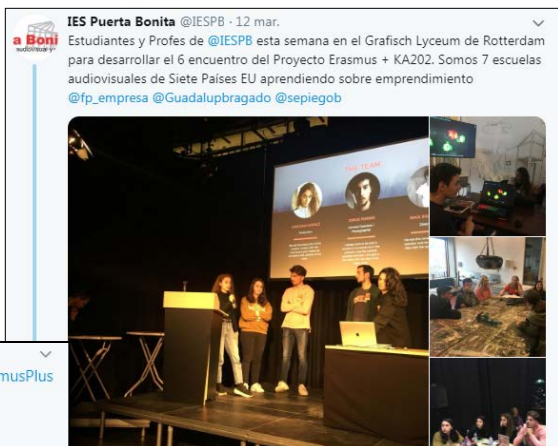 IES Puerta Bonita @IESPB · 12 mar.
a Boni
audiovisual y
Estudiantes y Profes de @IESPB esta semana en el Grafisch Lyceum de Rotterdam
para desarrollar el 6 encuentro del Proyecto Erasmus + KA202. Somos 7 escuelas
audiovisuales de Siete Países EU aprendiendo sobre emprendimiento
@fp_empresa @Guadalupbragado @sepiegob
THE TEAM
musPlus